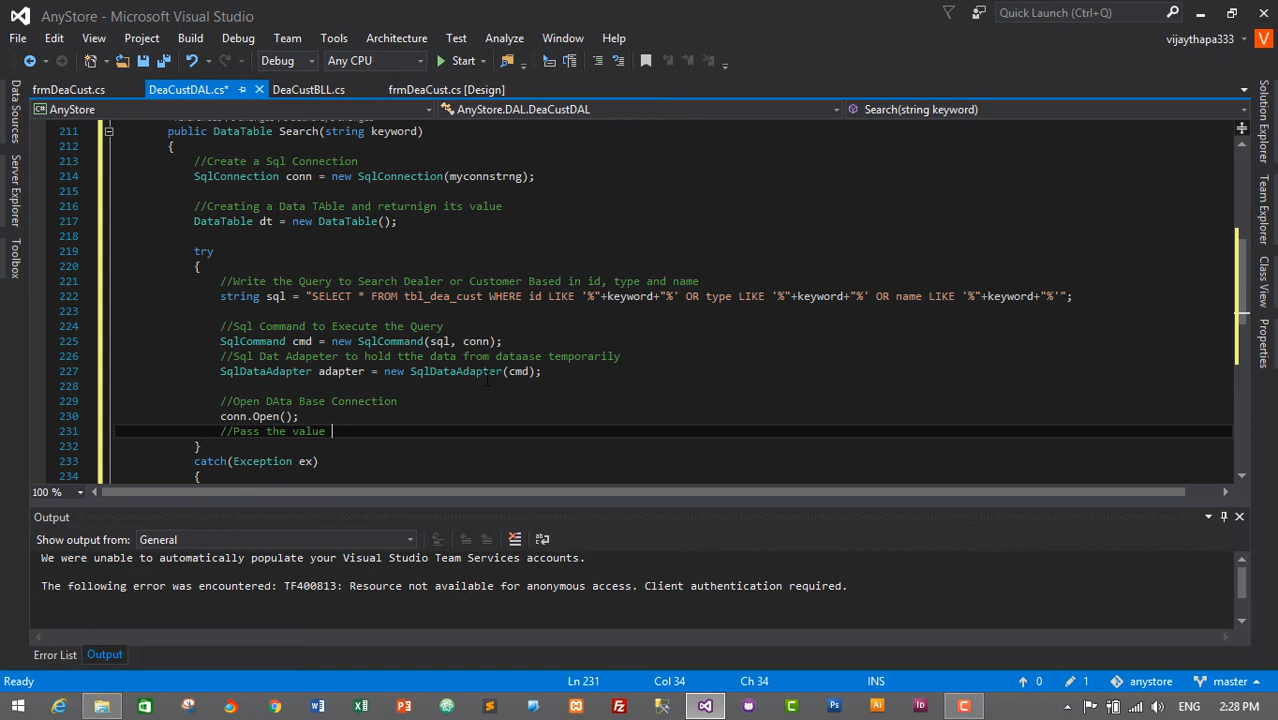 AnyStore - Microsoft Visual Studio
Quick Launch (Ctrl+Q)
File Edit View Project Build Debug Team Tools Architecture Test Analyze Window Help
vijaythapa333 V
Debug Any CPU Start
frmDeaCust.cs DeaCustDAL.cs* DeaCustBLL.cs frmDeaCust.cs [Design]
AnyStore AnyStore.DAL.DeaCustDAL Search(string keyword)
Data Sources
Server Explorer
Toolbox
Solution Explorer
Team Explorer
Class View
Properties
211 public DataTable Search(string keyword)
212 {
213 //Create a Sql Connection
214 SqlConnection conn = new SqlConnection(myconnstrng);
215
216 //Creating a Data TAble and returnign its value
217 DataTable dt = new DataTable();
218
219 try
220 {
221 //Write the Query to Search Dealer or Customer Based in id, type and name
222 string sql = "SELECT * FROM tbl_dea_cust WHERE id LIKE '%"+keyword+"%' OR type LIKE '%"+keyword+"%' OR name LIKE '%"+keyword+"%'";
223
224 //Sql Command to Execute the Query
225 SqlCommand cmd = new SqlCommand(sql, conn);
226 //Sql Dat Adapeter to hold tthe data from dataase temporarily
227 SqlDataAdapter adapter = new SqlDataAdapter(cmd);
228
229 //Open DAta Base Connection
230 conn.Open();
231 //Pass the value
232 }
233 catch(Exception ex)
234 {
100 %
Output
Show output from: General
We were unable to automatically populate your Visual Studio Team Services accounts.
The following error was encountered: TF400813: Resource not available for anonymous access. Client authentication required.
Error List Output
Ready Ln 231 Col 34 Ch 34 INS 0 1 anystore master
ENG 2:28 PM